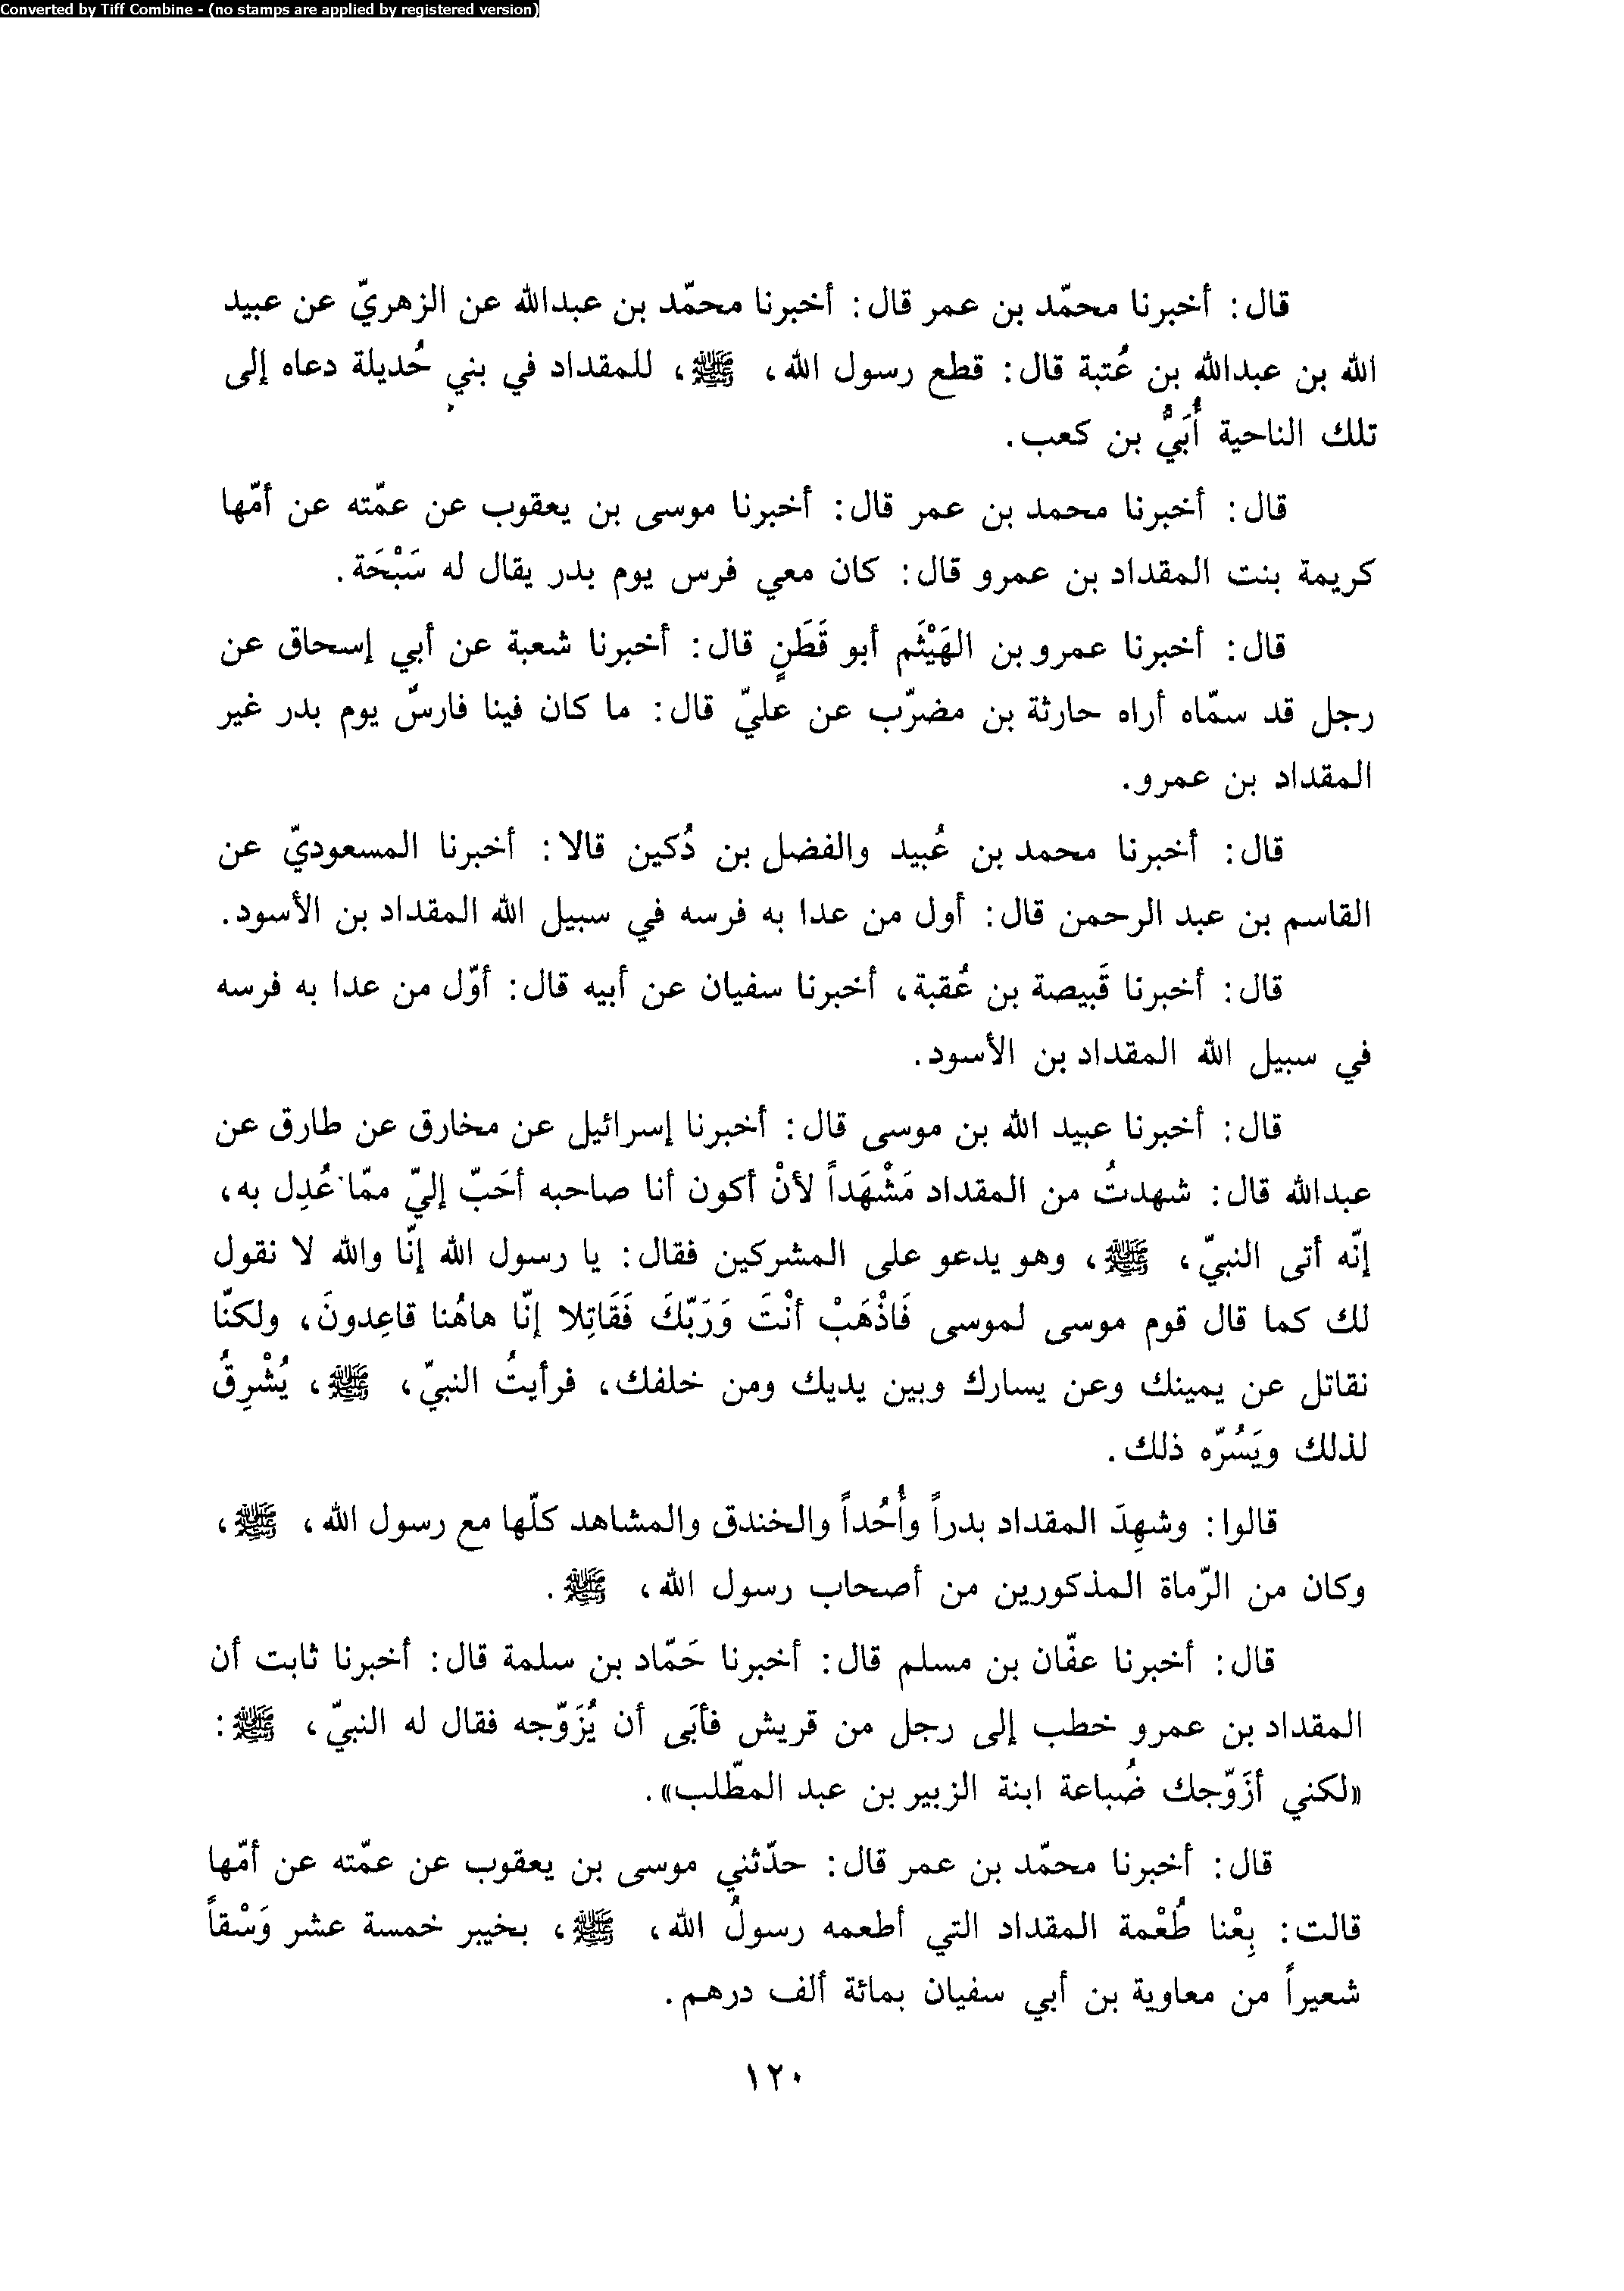 Converted by Tiff Combine - (no stamps are applied by registered version)
قال: أخبرنا محمّد بن عمر قال: أخبرنا محمّد بن عبدالله عن الزهريّ عن عبيد
الله بن عبدالله بن عُتبة قال: قطع رسول الله، ﷺ، للمقداد في بني حُديلة دعاه إلى
تلك الناحية أُبَيُّ بن كعب.
قال: أخبرنا محمد بن عمر قال: أخبرنا موسى بن يعقوب عن عمّته عن أمّها
كريمة بنت المقداد بن عمرو قال: كان معي فرس يوم بدر يقال له سَبْحَة.
قال: أخبرنا عمرو بن الهَيْثَم أبو قَطَنٍ قال: أخبرنا شعبة عن أبي إسحاق عن
رجل قد سمّاه أراه حارثة بن مضرّب عن عليّ قال: ما كان فينا فارسٌ يوم بدر غير
المقداد بن عمرو.
قال: أخبرنا محمد بن عُبيد والفضل بن دُكين قالا: أخبرنا المسعوديّ عن
القاسم بن عبد الرحمن قال: أول من عدا به فرسه في سبيل الله المقداد بن الأسود.
قال: أخبرنا قَبيصة بن عُقبة، أخبرنا سفيان عن أبيه قال: أوّل من عدا به فرسه
في سبيل الله المقداد بن الأسود.
قال: أخبرنا عبيد الله بن موسى قال: أخبرنا إسرائيل عن مخارق عن طارق عن
عبدالله قال: شهدتُ من المقداد مَشْهَداً لأنْ أكون أنا صاحبه أحَبّ إليّ ممّا عُدِل به،
إنّه أتى النبيّ، ﷺ، وهو يدعو على المشركين فقال: يا رسول الله إنّا والله لا نقول
لك كما قال قوم موسى لموسى فَاذْهَبْ أنْتَ وَرَبّكَ فَقَاتِلا إنّا هاهُنا قاعِدونَ، ولكنّا
نقاتل عن يمينك وعن يسارك وبين يديك ومن خلفك، فرأيتُ النبيّ، ﷺ، يُشْرِقُ
لذلك ويَسُرّه ذلك.
قالوا: وشهِدَ المقداد بدراً وأُحُداً والخندق والمشاهد كلّها مع رسول الله، ﷺ،
وكان من الرّماة المذكورين من أصحاب رسول الله، ﷺ.
قال: أخبرنا عفّان بن مسلم قال: أخبرنا حَمّاد بن سلمة قال: أخبرنا ثابت أن
المقداد بن عمرو خطب إلى رجل من قريش فأبَى أن يُزَوّجه فقال له النبيّ، ﷺ:
«لكني أزَوّجك ضُباعة ابنة الزبير بن عبد المطّلب».
قال: أخبرنا محمّد بن عمر قال: حدّثني موسى بن يعقوب عن عمّته عن أمّها
قالت: بِعْنا طُعْمة المقداد التي أطعمه رسولُ الله، ﷺ، بخيبر خمسة عشر وَسْقاً
شعيراً من معاوية بن أبي سفيان بمائة ألف درهم.
١٢٠